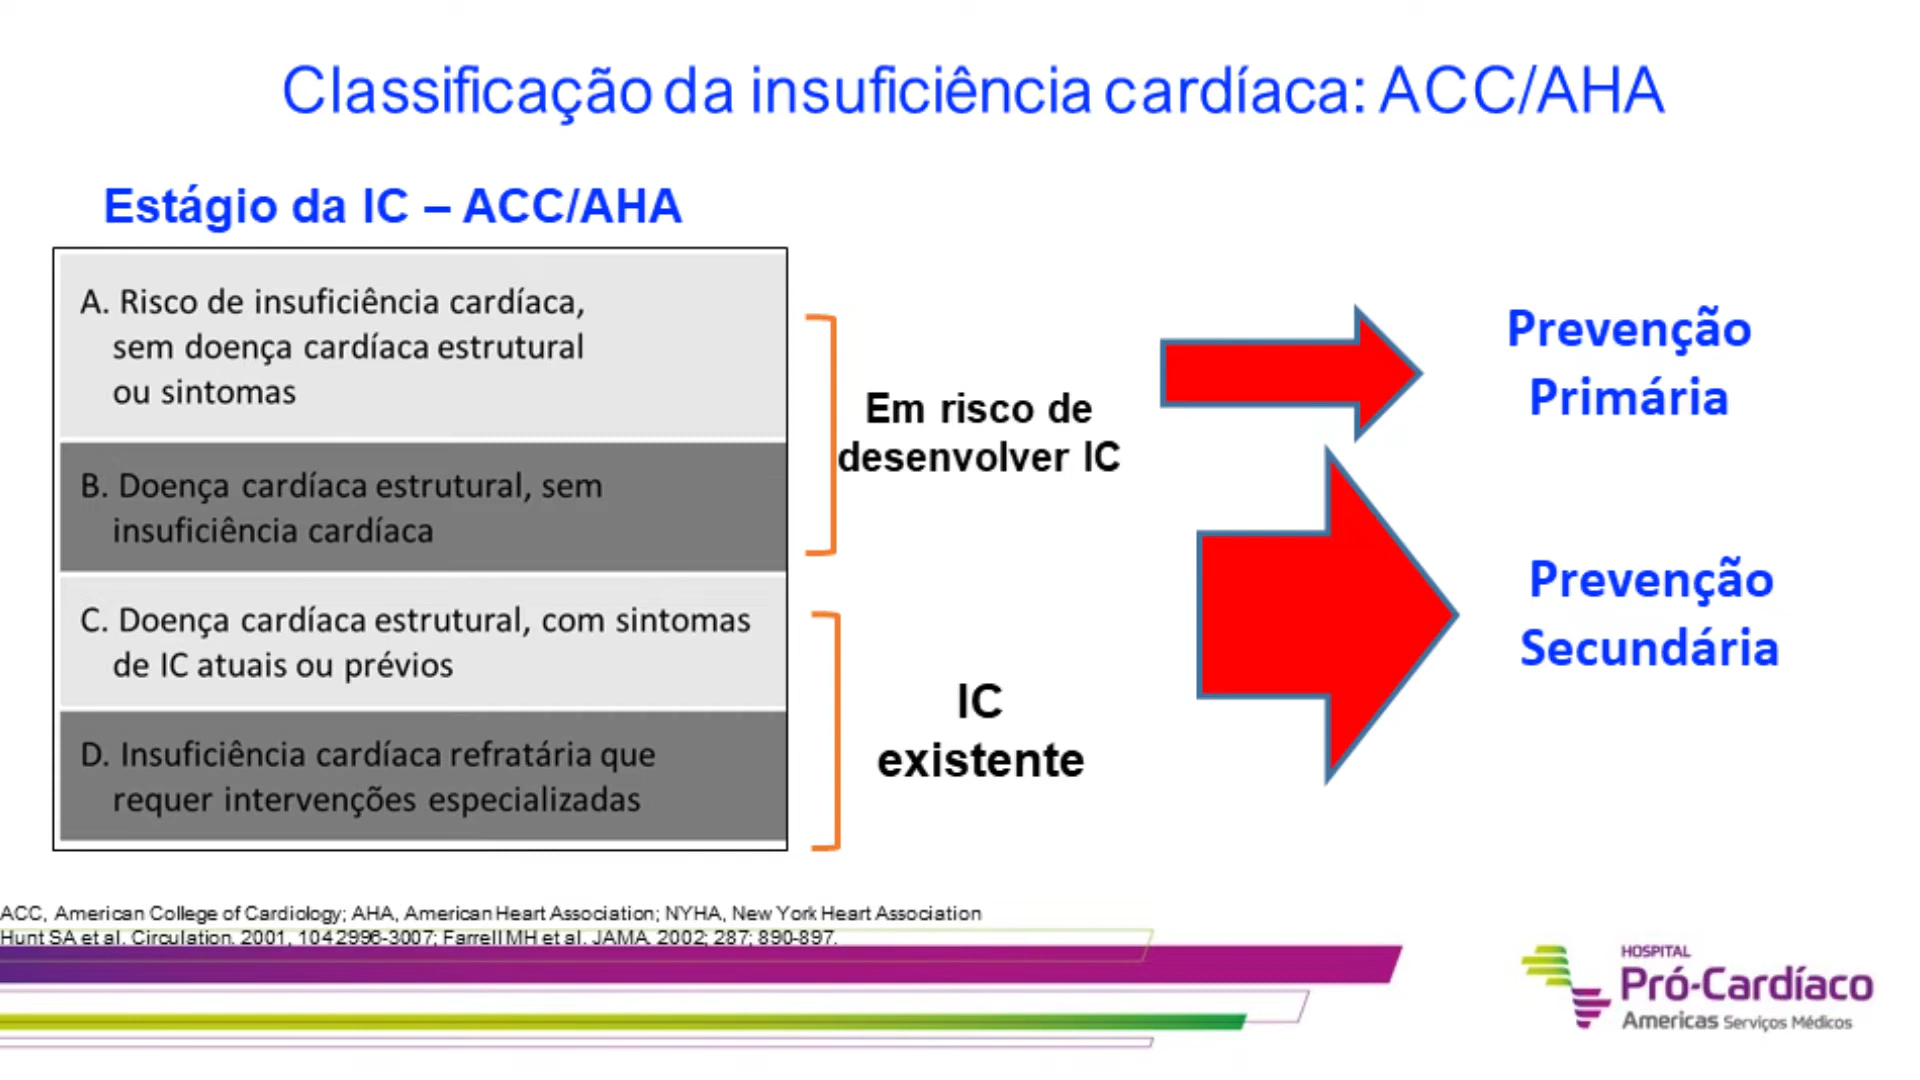 Classificação da insuficiência cardíaca: ACC/AHA
Estágio da IC – ACC/AHA
A. Risco de insuficiência cardíaca,
sem doença cardíaca estrutural
ou sintomas
B. Doença cardíaca estrutural, sem
insuficiência cardíaca
C. Doença cardíaca estrutural, com sintomas
de IC atuais ou prévios
D. Insuficiência cardíaca refratária que
requer intervenções especializadas
Em risco de
desenvolver IC
IC
existente
Prevenção
Primária
Prevenção
Secundária
ACC, American College of Cardiology; AHA, American Heart Association; NYHA, New York Heart Association
Hunt SA et al. Circulation. 2001, 104 2996-3007; Farrell MH et al. JAMA. 2002; 287; 890-897.
HOSPITAL
Pró-Cardíaco
Americas Serviços Médicos